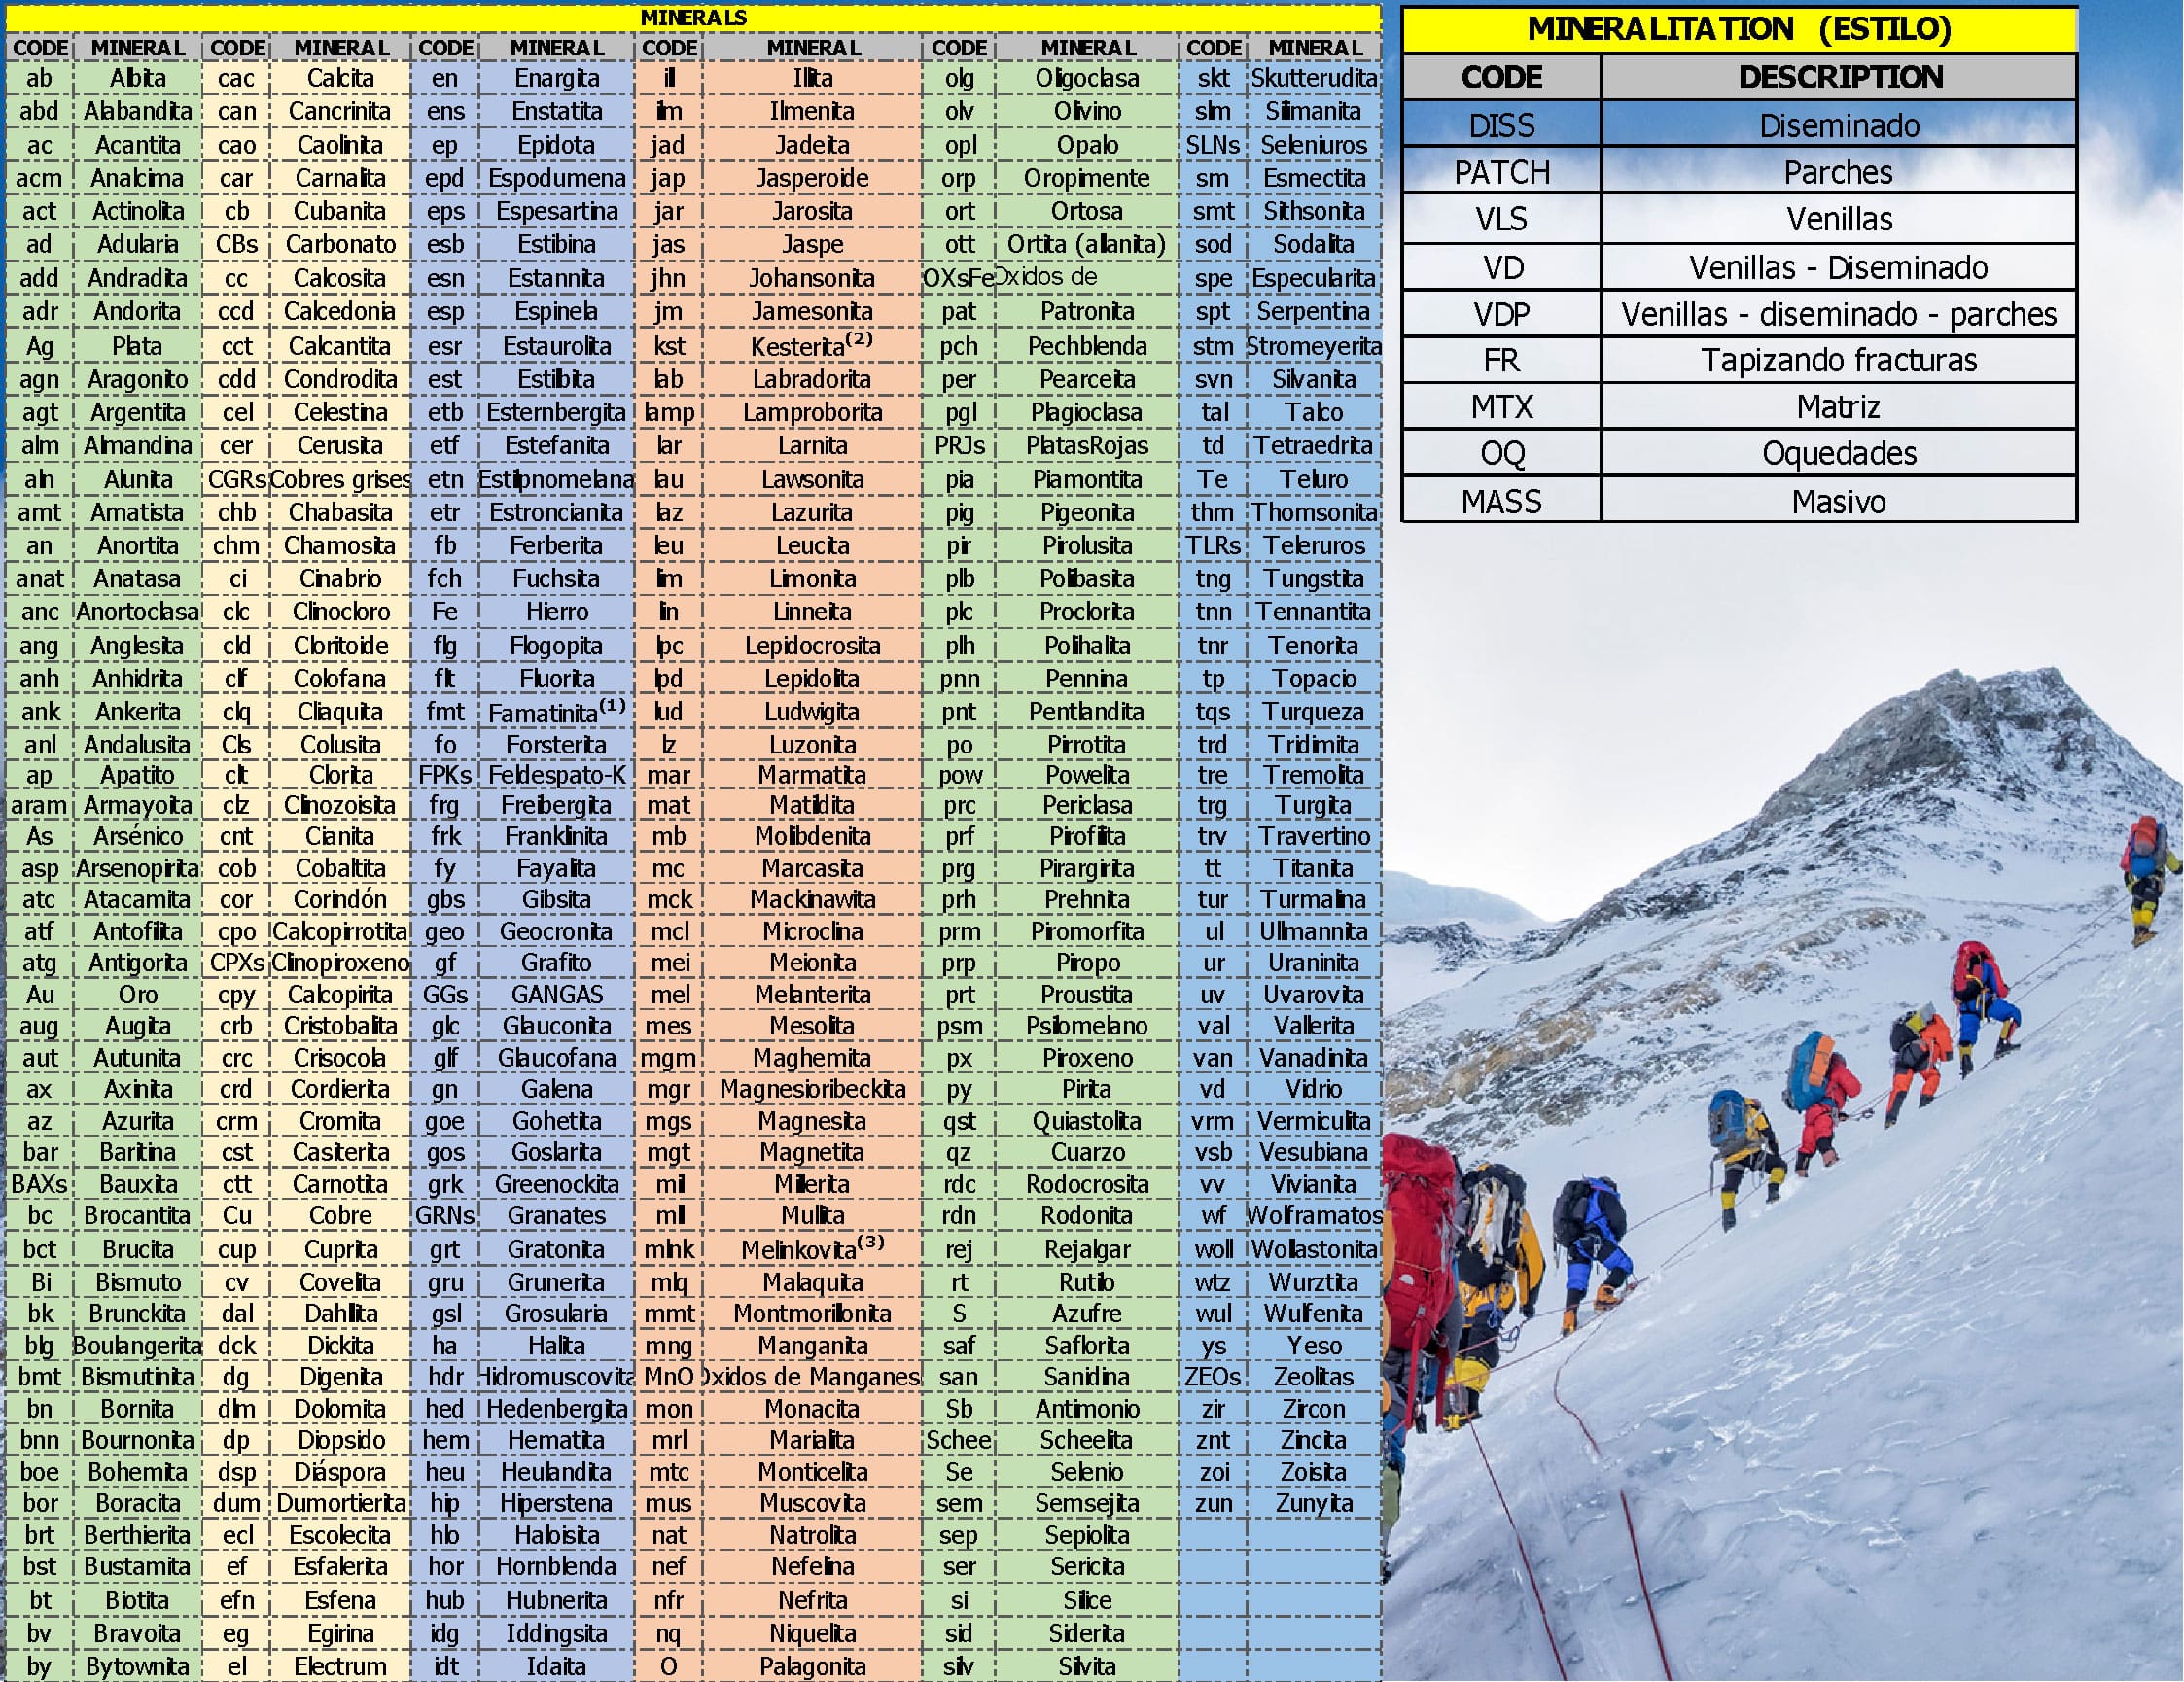 MINERALS
CODE MINERAL CODE MINERAL CODE MINERAL CODE MINERAL CODE MINERAL CODE MINERAL
ab Albita cac Calcita en Enargita ill Illita olg Oligoclasa skt Skutterudita
abd Alabandita can Cancrinita ens Enstatita ilm Ilmenita olv Olivino slm Silimanita
ac Acantita cao Caolinita ep Epidota jad Jadeita opl Opalo SLNs Seleniuros
acm Analcima car Carnalita epd Espodumena jap Jasperoide orp Oropimente sm Esmectita
act Actinolita cb Cubanita eps Espesartina jar Jarosita ort Ortosa smt Sithsonita
ad Adularia CBs Carbonato esb Estibina jas Jaspe ott Ortita (allanita) sod Sodalita
add Andradita cc Calcosita esn Estannita jhn Johansonita OXsFe Oxidos de spe Especularita
adr Andorita ccd Calcedonia esp Espinela jm Jamesonita pat Patronita spt Serpentina
Ag Plata cct Calcantita esr Estaurolita kst Kesterita(2) pch Pechblenda stm Stromeyerita
agn Aragonito cdd Condrodita est Estilbita lab Labradorita per Pearceita svn Silvanita
agt Argentita cel Celestina etb Esternbergita lamp Lamproborita pgl Plagioclasa tal Talco
alm Almandina cer Cerusita etf Estefanita lar Larnita PRJs PlatasRojas td Tetraedrita
aln Alunita CGRs Cobres grises etn Estilpnomelana lau Lawsonita pia Piamontita Te Teluro
amt Amatista chb Chabasita etr Estroncianita laz Lazurita pig Pigeonita thm Thomsonita
an Anortita chm Chamosita fb Ferberita leu Leucita pir Pirolusita TLRs Teleruros
anat Anatasa ci Cinabrio fch Fuchsita lim Limonita plb Polibasita tng Tungstita
anc Anortoclasa clc Clinocloro Fe Hierro lin Linneita plc Proclorita tnn Tennantita
ang Anglesita cld Cloritoide flg Flogopita lpc Lepidocrosita plh Polihalita tnr Tenorita
anh Anhidrita clf Colofana flt Fluorita lpd Lepidolita pnn Pennina tp Topacio
ank Ankerita clq Cliaquita fmt Famatinita(1) lud Ludwigita pnt Pentlandita tqs Turqueza
anl Andalusita Cls Colusita fo Forsterita lz Luzonita po Pirrotita trd Tridimita
ap Apatito clt Clorita FPKs Feldespato-K mar Marmatita pow Powelita tre Tremolita
aram Armayoita clz Clinozoisita frg Freibergita mat Matildita prc Periclasa trg Turgita
As Arsénico cnt Cianita frk Franklinita mb Molibdenita prf Pirofilita trv Travertino
asp Arsenopirita cob Cobaltita fy Fayalita mc Marcasita prg Pirargirita tt Titanita
atc Atacamita cor Corindón gbs Gibsita mck Mackinawita prh Prehnita tur Turmalina
atf Antofilita cpo Calcopirrotita geo Geocronita mcl Microclina prm Piromorfita ul Ullmannita
atg Antigorita CPXs Clinopiroxeno gf Grafito mei Meionita prp Piropo ur Uraninita
Au Oro cpy Calcopirita GGs GANGAS mel Melanterita prt Proustita uv Uvarovita
aug Augita crb Cristobalita glc Glauconita mes Mesolita psm Psilomelano val Vallerita
aut Autunita crc Crisocola glf Glaucofana mgm Maghemita px Piroxeno van Vanadinita
ax Axinita crd Cordierita gn Galena mgr Magnesioribeckita py Pirita vd Vidrio
az Azurita crm Cromita goe Gohetita mgs Magnesita qst Quiastolita vrm Vermiculita
bar Baritina cst Casiterita gos Goslarita mgt Magnetita qz Cuarzo vsb Vesubiana
BAXs Bauxita ctt Carnotita grk Greenockita mil Millerita rdc Rodocrosita vv Vivianita
bc Brocantita Cu Cobre GRNs Granates mll Mullita rdn Rodonita wf Wolframatos
bct Brucita cup Cuprita grt Gratonita mlnk Melinkovita(3) rej Rejalgar woll Wollastonita
Bi Bismuto cv Covelita gru Grunerita mlq Malaquita rt Rutilo wtz Wurztita
bk Brunckita dal Dahllita gsl Grosularia mmt Montmorillonita S Azufre wul Wulfenita
blg Boulangerita dck Dickita ha Halita mng Manganita saf Saflorita ys Yeso
bmt Bismutinita dg Digenita hdr Hidromuscovita MnO Oxidos de Manganes san Sanidina ZEOs Zeolitas
bn Bornita dlm Dolomita hed Hedenbergita mon Monacita Sb Antimonio zir Zircon
bnn Bournonita dp Diopsido hem Hematita mrl Marialita Schee Scheelita znt Zincita
boe Bohemita dsp Diáspora heu Heulandita mtc Monticelita Se Selenio zoi Zoisita
bor Boracita dum Dumortierita hip Hiperstena mus Muscovita sem Semsejita zun Zunyita
brt Berthierita ecl Escolecita hlo Haloisita nat Natrolita sep Sepiolita
bst Bustamita ef Esfalerita hor Hornblenda nef Nefelina ser Sericita
bt Biotita efn Esfena hub Hubnerita nfr Nefrita si Silice
bv Bravoita eg Egirina idg Iddingsita nq Niquelita sid Siderita
by Bytownita el Electrum idt Idaita O Palagonita silv Silvita
MINERALITATION (ESTILO)
CODE DESCRIPTION
DISS Diseminado
PATCH Parches
VLS Venillas
VD Venillas - Diseminado
VDP Venillas - diseminado - parches
FR Tapizando fracturas
MTX Matriz
OQ Oquedades
MASS Masivo